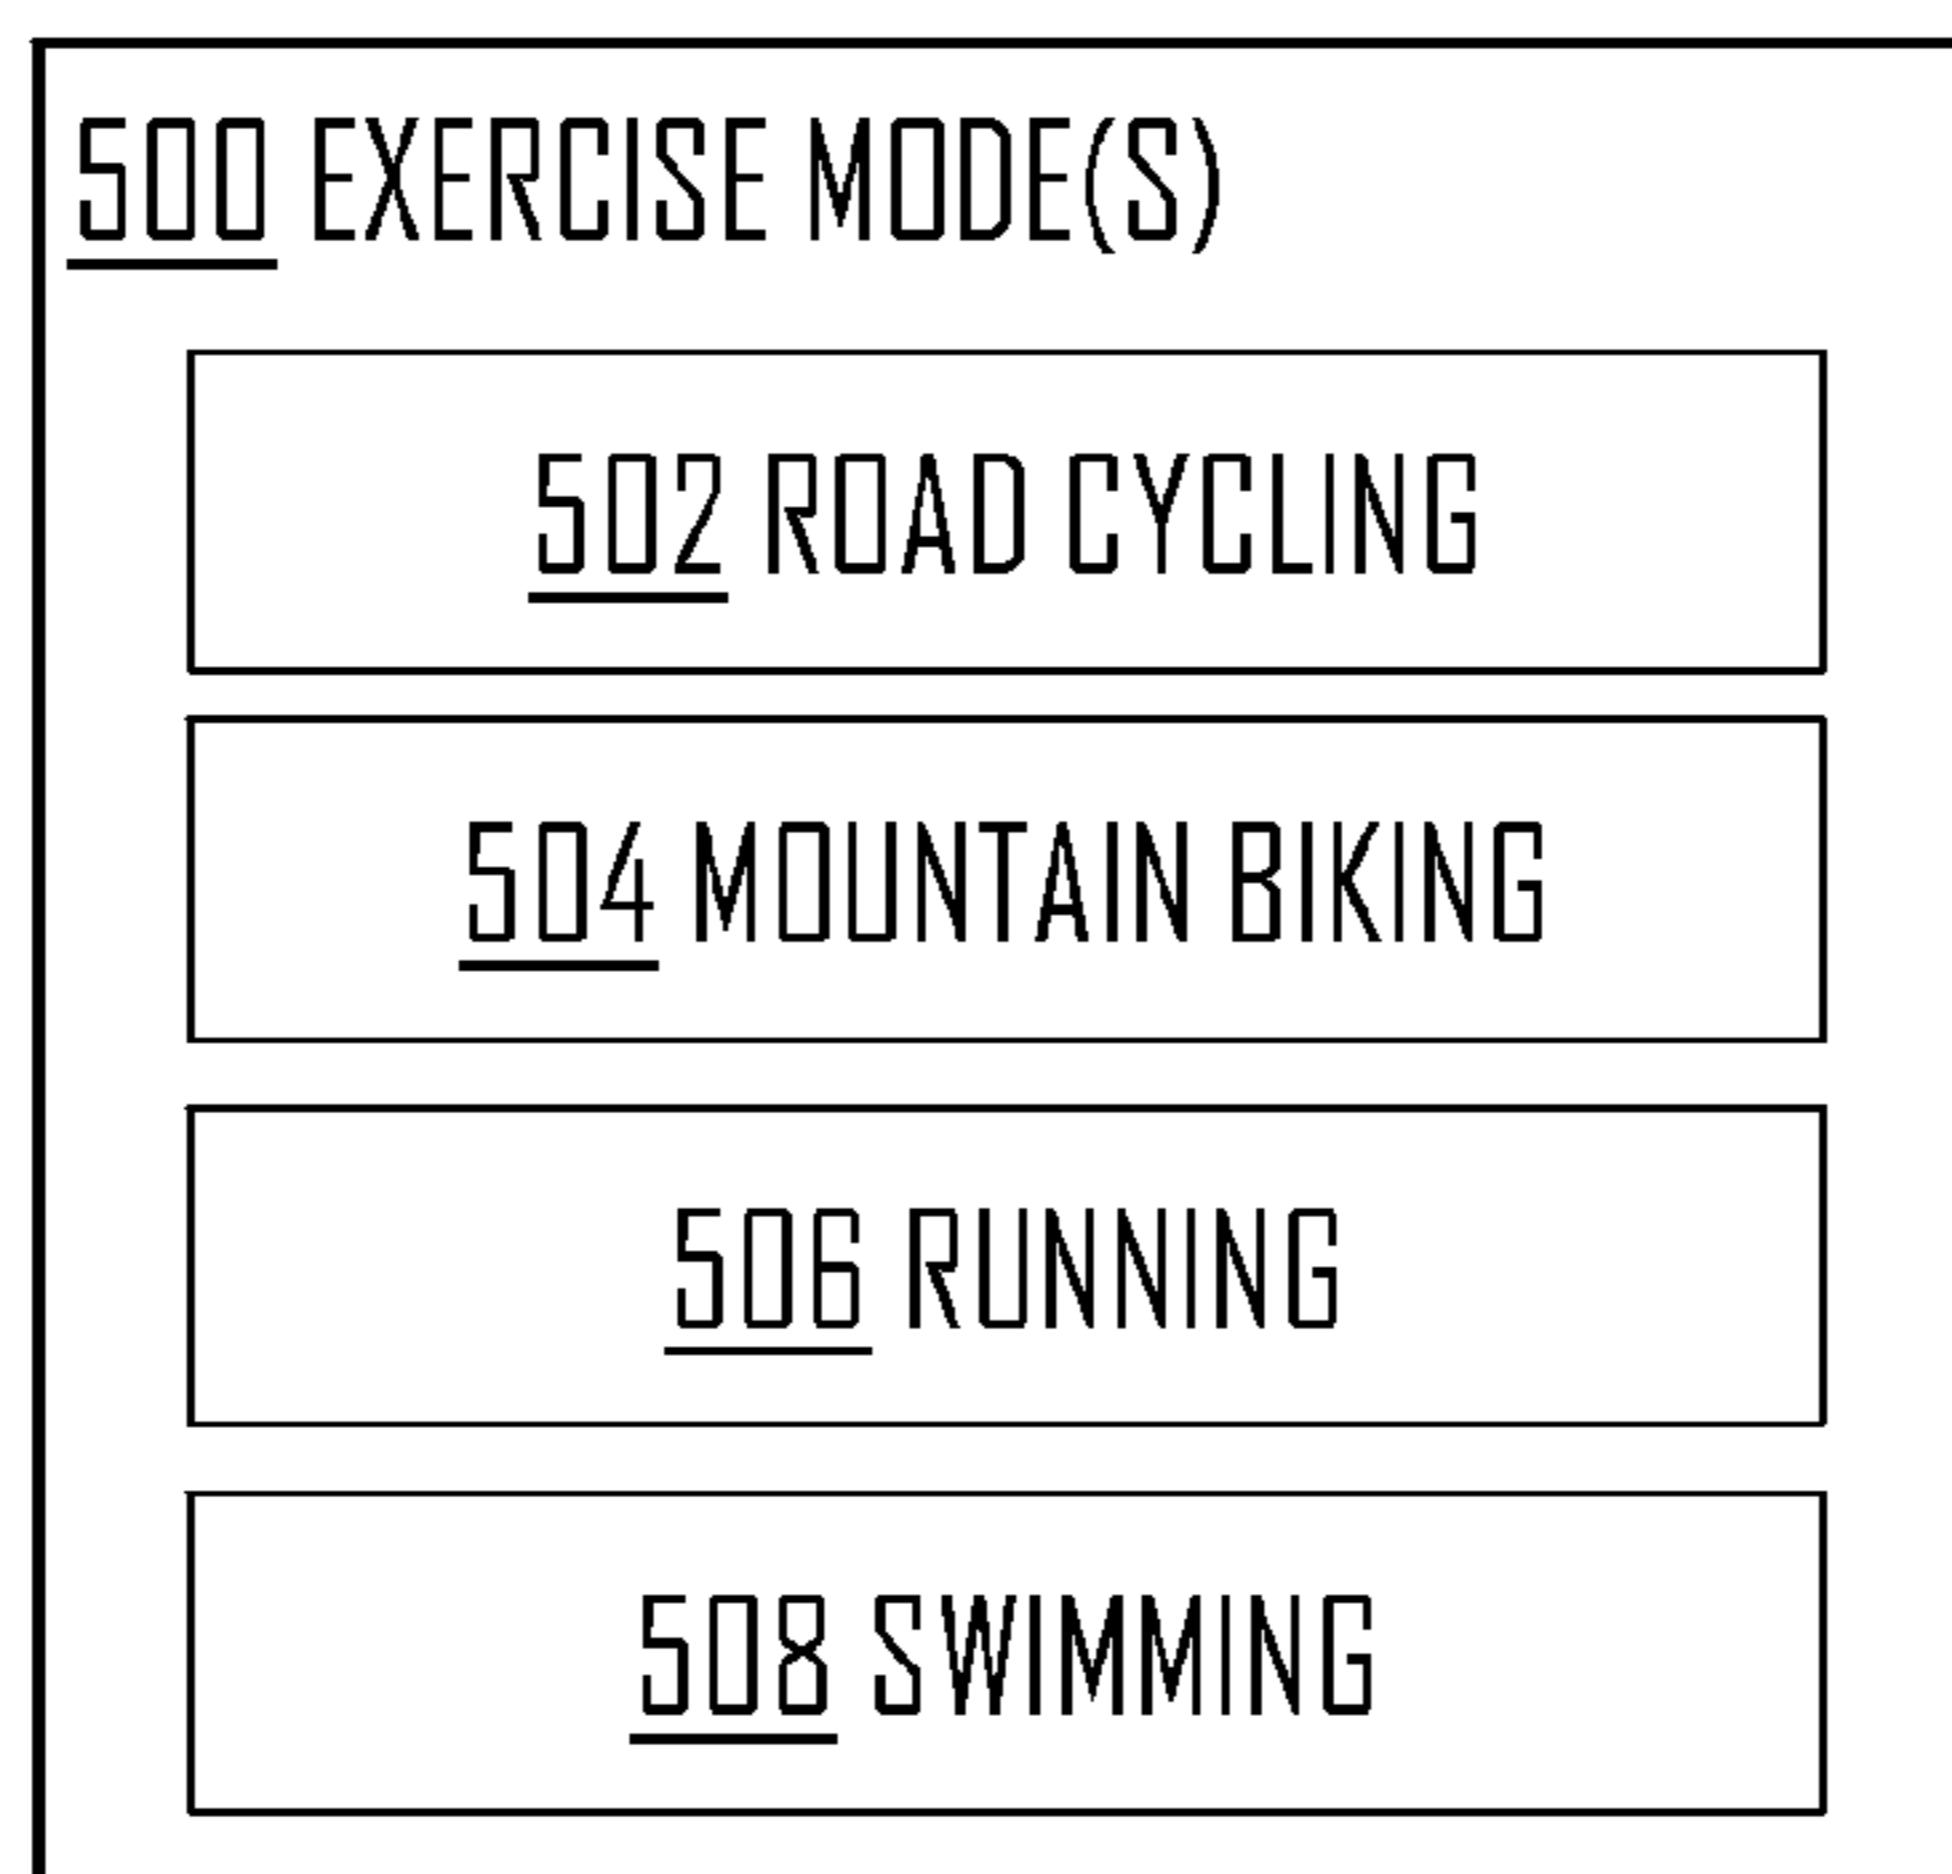 500 EXERCISE MODE(S)
502 ROAD CYCLING
504 MOUNTAIN BIKING
506 RUNNING
508 SWIMMING